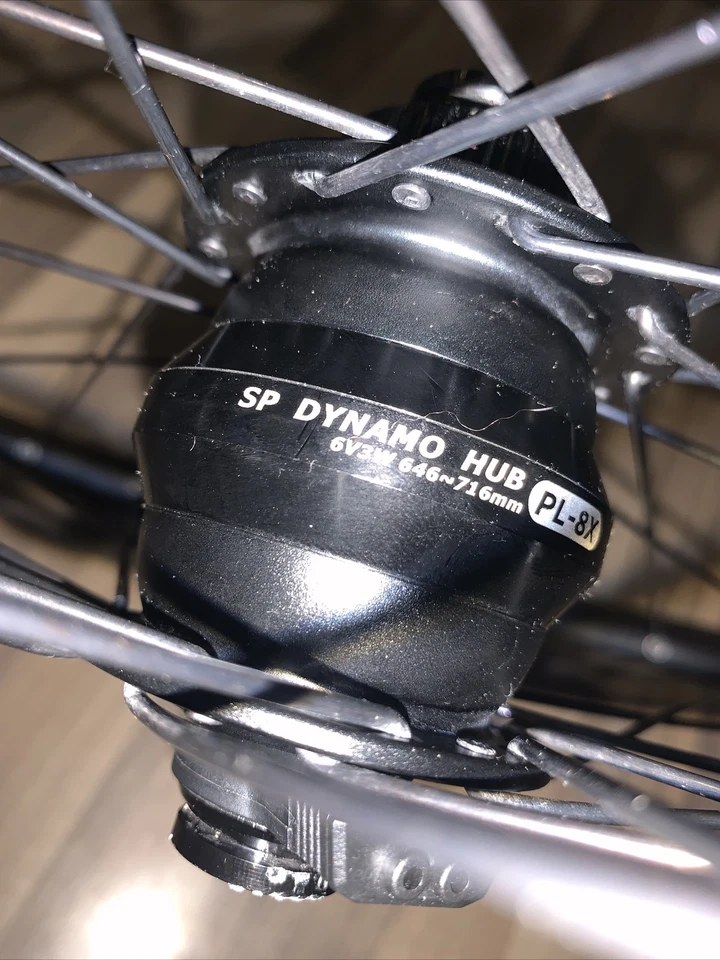 SP DYNAMO HUB
6V3W 646~716mm
PL-8X